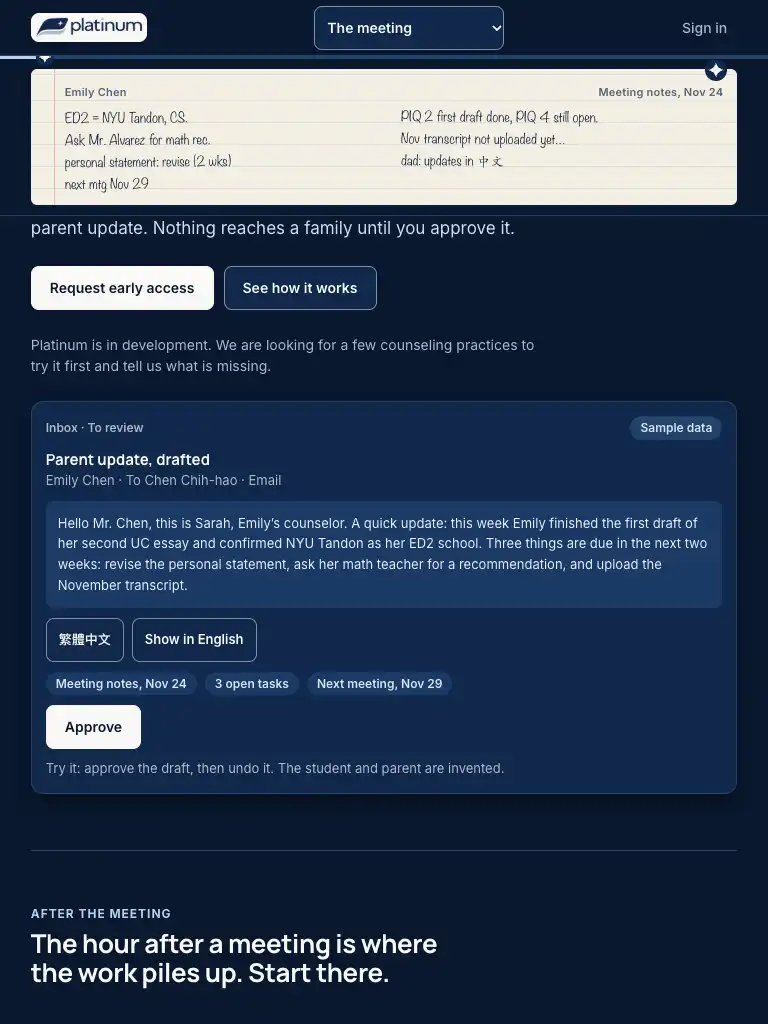 platinum
The meeting
Sign in
Emily Chen
Meeting notes, Nov 24
ED2 = NYU Tandon, CS.
Ask Mr. Alvarez for math rec.
personal statement: revise (2 wks)
next mtg Nov 29
PIQ 2 first draft done, PIQ 4 still open.
Nov transcript not uploaded yet...
dad: updates in 中文
parent update. Nothing reaches a family until you approve it.
Request early access
See how it works
Platinum is in development. We are looking for a few counseling practices to
try it first and tell us what is missing.
Inbox · To review
Sample data
Parent update, drafted
Emily Chen · To Chen Chih-hao · Email
Hello Mr. Chen, this is Sarah, Emily’s counselor. A quick update: this week Emily finished the first draft of
her second UC essay and confirmed NYU Tandon as her ED2 school. Three things are due in the next two
weeks: revise the personal statement, ask her math teacher for a recommendation, and upload the
November transcript.
繁體中文
Show in English
Meeting notes, Nov 24
3 open tasks
Next meeting, Nov 29
Approve
Try it: approve the draft, then undo it. The student and parent are invented.
AFTER THE MEETING
The hour after a meeting is where
the work piles up. Start there.